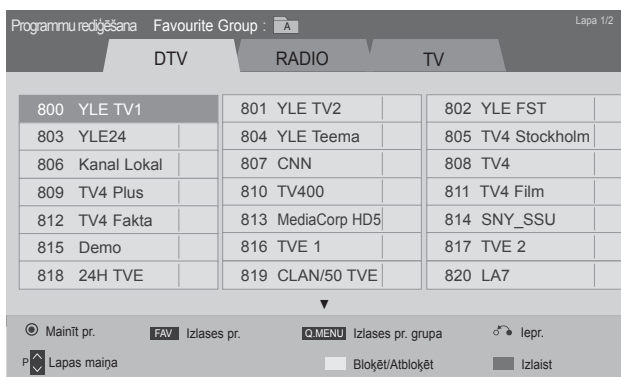 Programmu rediģēšana Favourite Group : A Lapa 1/2
DTV RADIO TV
800 YLE TV1 801 YLE TV2 802 YLE FST
803 YLE24 804 YLE Teema 805 TV4 Stockholm
806 Kanal Lokal 807 CNN 808 TV4
809 TV4 Plus 810 TV400 811 TV4 Film
812 TV4 Fakta 813 MediaCorp HD5 814 SNY_SSU
815 Demo 816 TVE 1 817 TVE 2
818 24H TVE 819 CLAN/50 TVE 820 LA7
Mainīt pr. FAV Izlases pr. Q.MENU Izlases pr. grupa Iepr.
P Lapas maiņa Bloķēt/Atbloķēt Izlaist